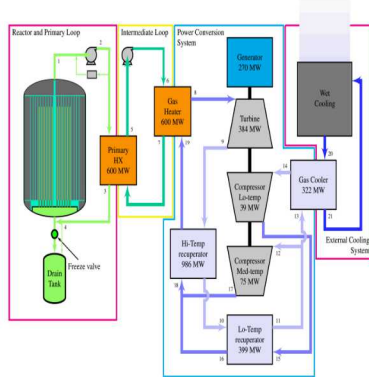 Reactor and Primary Loop
Intermediate Loop
Power Conversion
System
Generator
270 MW
Wet
Cooling
Gas
Heater
600 MW
Turbine
384 MW
Primary
HX
600 MW
Gas Cooler
322 MW
Compressor
Lo-temp
39 MW
External Cooling
System
Hi-Temp
recuperator
986 MW
Compressor
Med-temp
75 MW
Freeze valve
Drain
Tank
Lo-Temp
recuperator
399 MW
1
2
3
4
5
6
7
8
9
10
11
12
13
14
15
16
17
18
19
20
21